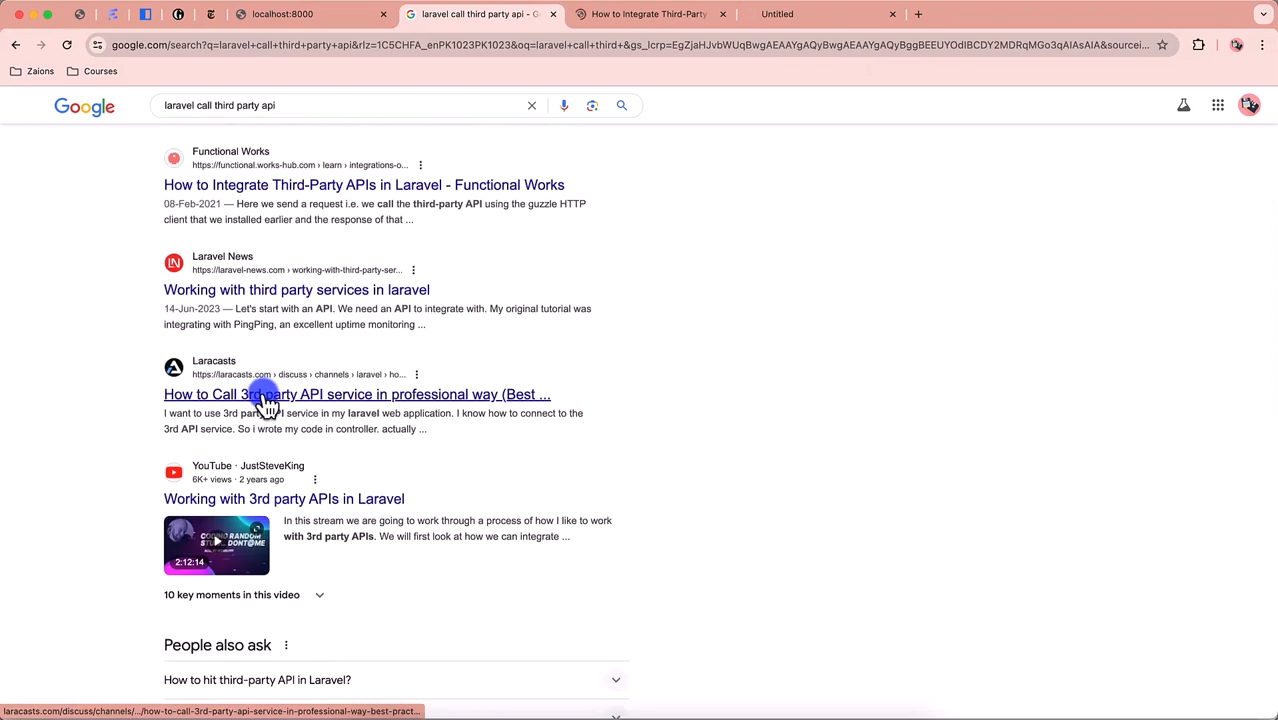 localhost:8000
laravel call third party api - G
How to Integrate Third-Party
Untitled
google.com/search?q=laravel+call+third+party+api&rlz=1C5CHFA_enPK1023PK1023&oq=laravel+call+third+&gs_lcrp=EgZjaHJvbWUqBwgAEAAYgAQyBwgAEAAYgAQyBggBEEUYOdIBCDY2MDRqMGo3qAIAsAIA&sourcei...
Zaions
Courses
Google
laravel call third party api
Functional Works
https://functional.works-hub.com › learn › integrations-o...
How to Integrate Third-Party APIs in Laravel - Functional Works
08-Feb-2021 — Here we send a request i.e. we call the third-party API using the guzzle HTTP
client that we installed earlier and the response of that ...
Laravel News
https://laravel-news.com › working-with-third-party-ser...
Working with third party services in laravel
14-Jun-2023 — Let's start with an API. We need an API to integrate with. My original tutorial was
integrating with PingPing, an excellent uptime monitoring ...
Laracasts
https://laracasts.com › discuss › channels › laravel › ho...
How to Call 3rd party API service in professional way (Best ...
I want to use 3rd party API service in my laravel web application. I know how to connect to the
3rd API service. So i wrote my code in controller. actually ...
YouTube · JustSteveKing
6K+ views · 2 years ago
Working with 3rd party APIs in Laravel
In this stream we are going to work through a process of how I like to work
with 3rd party APIs. We will first look at how we can integrate ...
CODING RANDOM
2:12:14
10 key moments in this video
People also ask
How to hit third-party API in Laravel?
laracasts.com/discuss/channels/.../how-to-call-3rd-party-api-service-in-professional-way-best-pract...